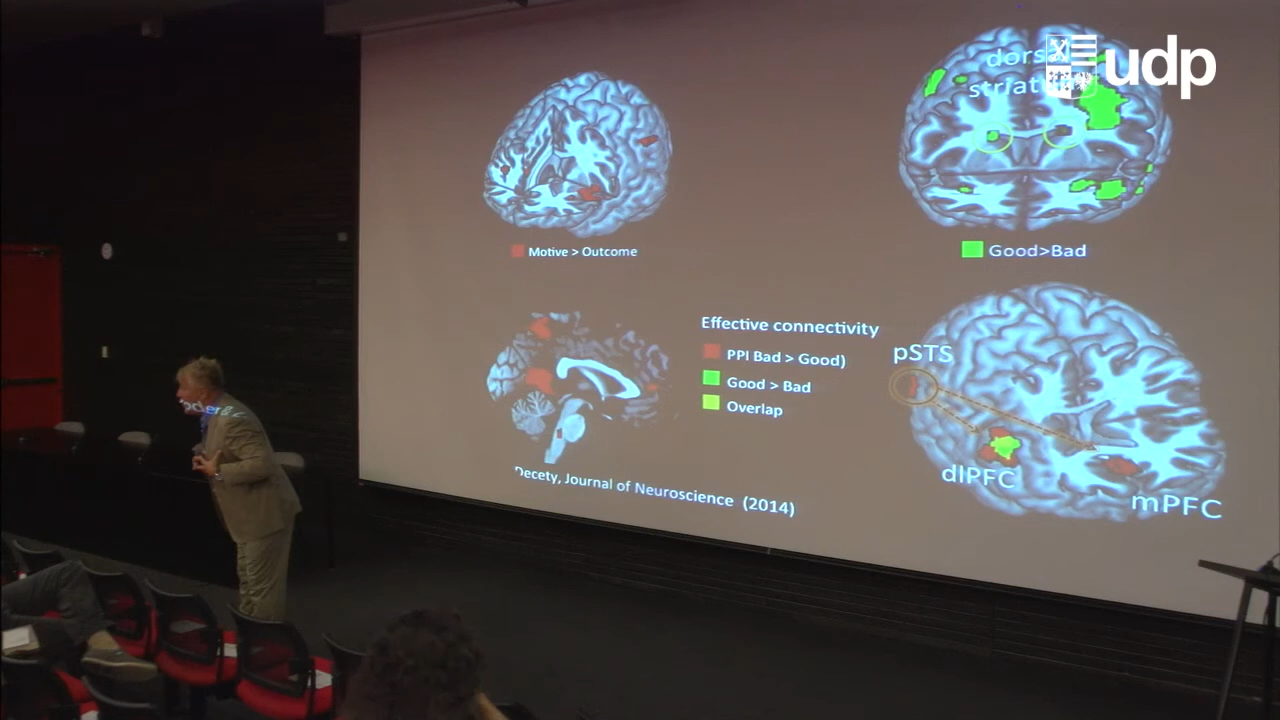 dorsal
striatum
udp
Motive > Outcome
Good>Bad
Effective connectivity
PPI Bad > Good)
Good > Bad
Overlap
pSTS
dlPFC
mPFC
Decety, Journal of Neuroscience (2014)